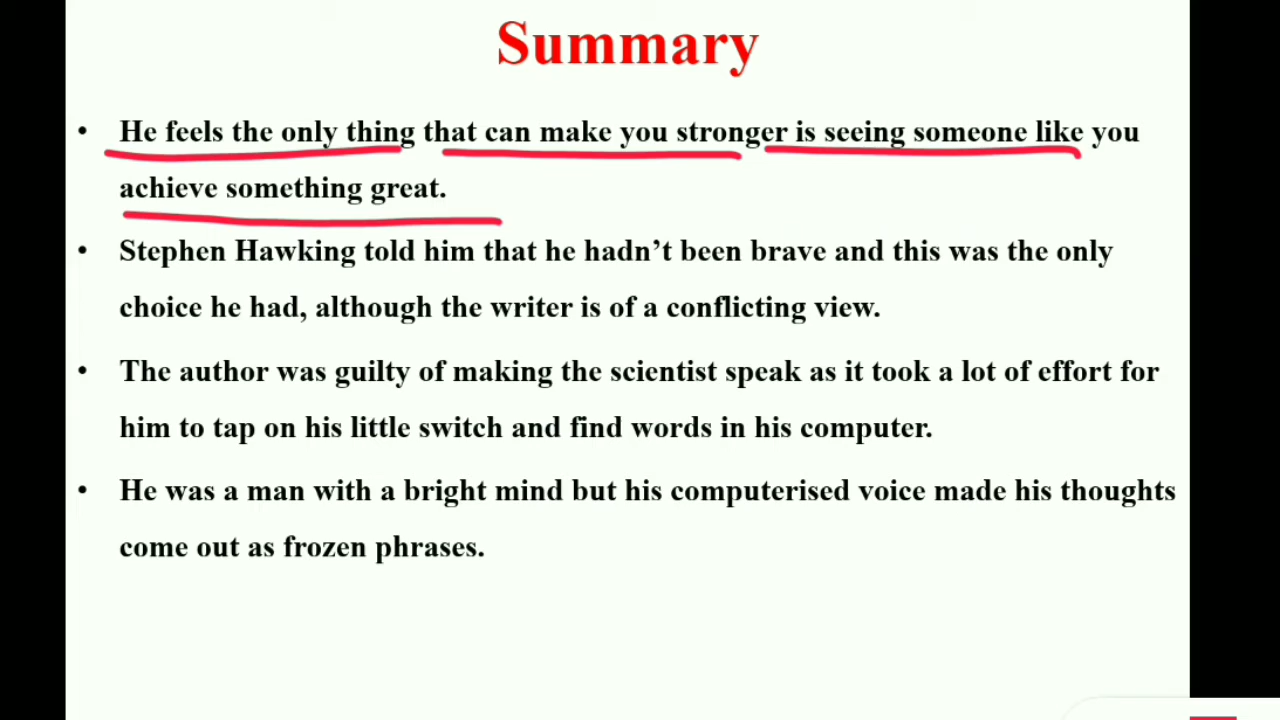 Summary
• He feels the only thing that can make you stronger is seeing someone like you
achieve something great.
• Stephen Hawking told him that he hadn’t been brave and this was the only
choice he had, although the writer is of a conflicting view.
• The author was guilty of making the scientist speak as it took a lot of effort for
him to tap on his little switch and find words in his computer.
• He was a man with a bright mind but his computerised voice made his thoughts
come out as frozen phrases.